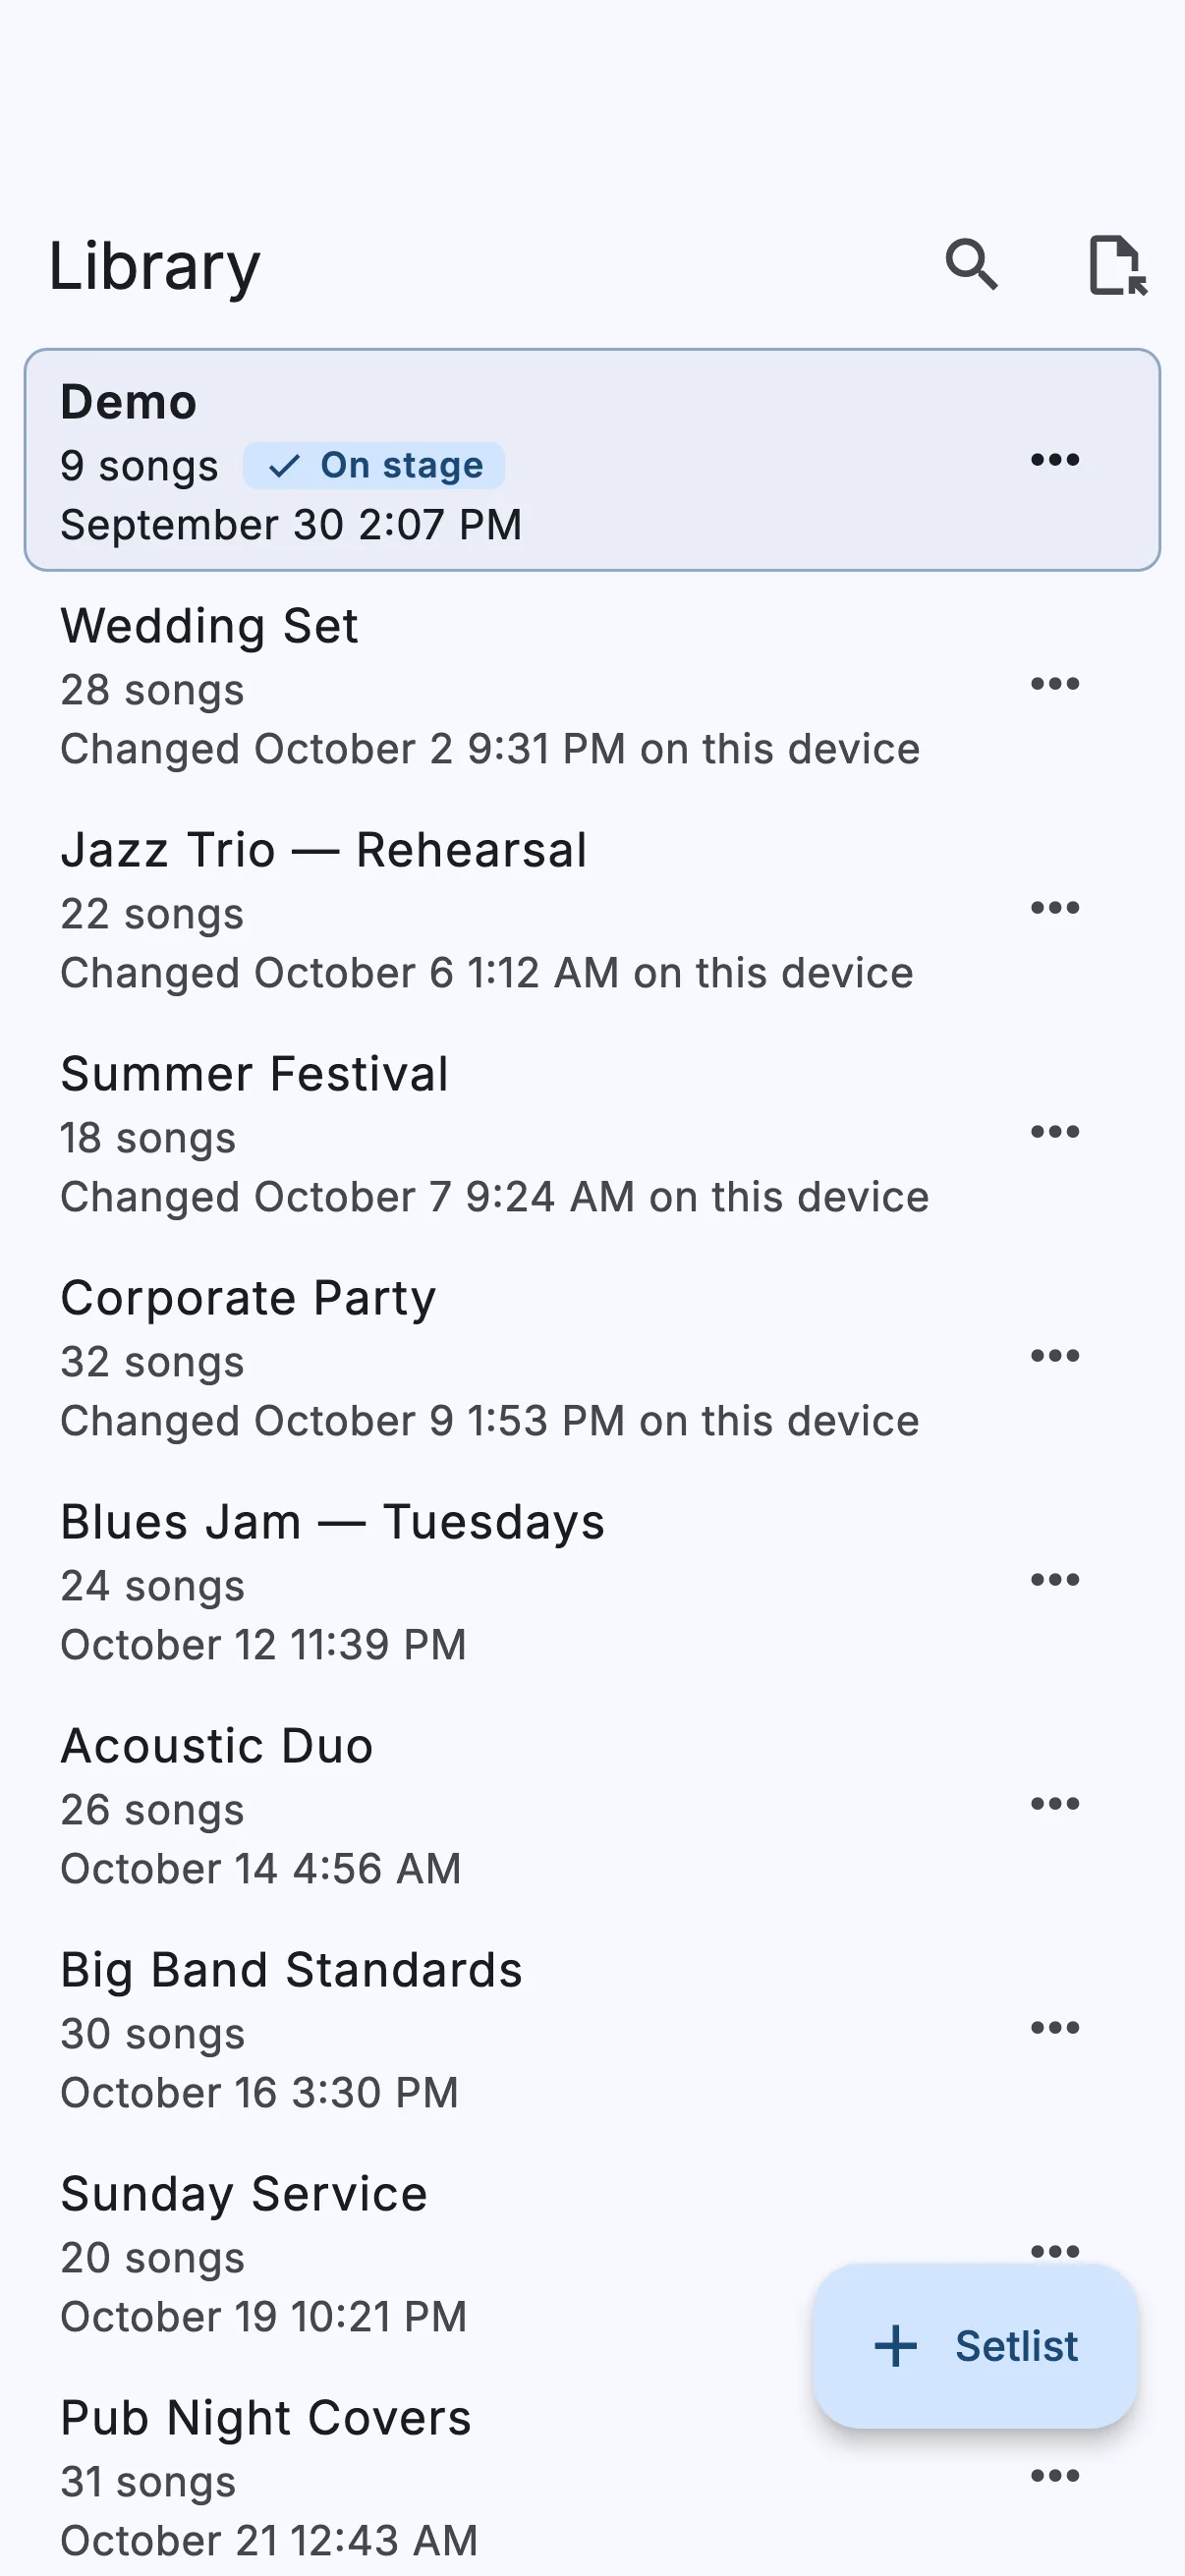 Library
Demo
9 songs On stage
September 30 2:07 PM
Wedding Set
28 songs
Changed October 2 9:31 PM on this device
Jazz Trio — Rehearsal
22 songs
Changed October 6 1:12 AM on this device
Summer Festival
18 songs
Changed October 7 9:24 AM on this device
Corporate Party
32 songs
Changed October 9 1:53 PM on this device
Blues Jam — Tuesdays
24 songs
October 12 11:39 PM
Acoustic Duo
26 songs
October 14 4:56 AM
Big Band Standards
30 songs
October 16 3:30 PM
Sunday Service
20 songs
October 19 10:21 PM
Setlist
Pub Night Covers
31 songs
October 21 12:43 AM